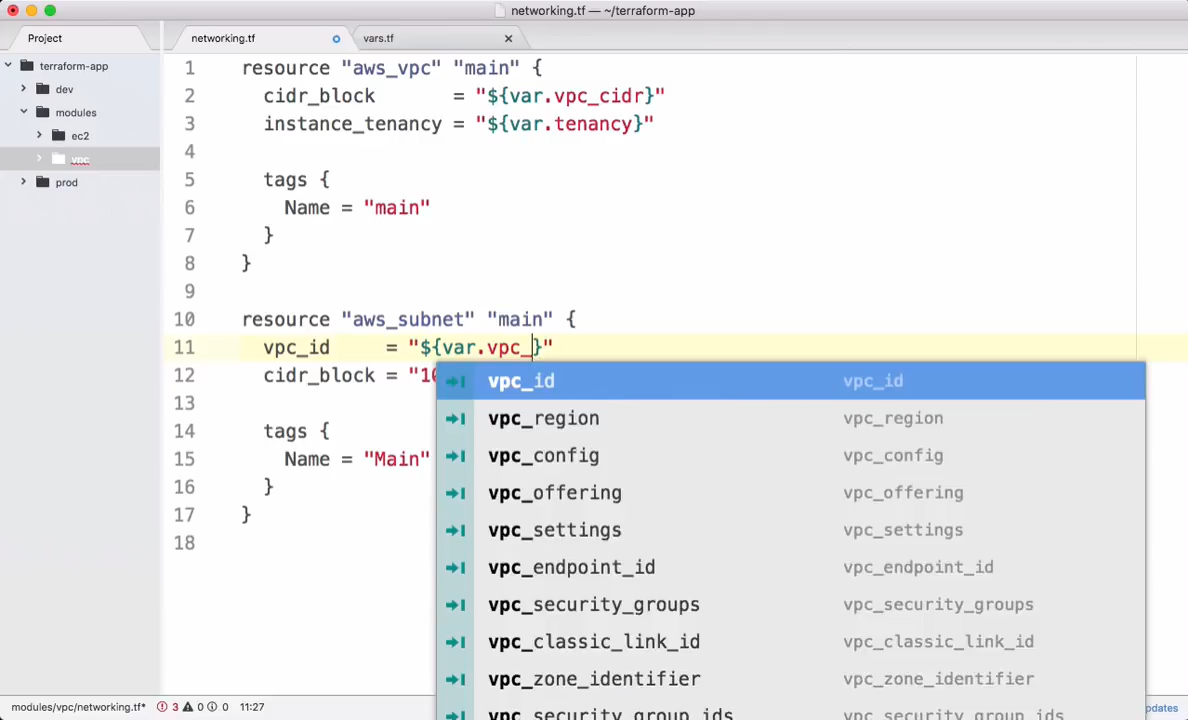 networking.tf — ~/terraform-app
Project
networking.tf
vars.tf
terraform-app
dev
modules
ec2
vpc
prod
1 resource "aws_vpc" "main" {
2 cidr_block = "${var.vpc_cidr}"
3 instance_tenancy = "${var.tenancy}"
4
5 tags {
6 Name = "main"
7 }
8 }
9
10 resource "aws_subnet" "main" {
11 vpc_id = "${var.vpc_}"
12 cidr_block = "10
13
14 tags {
15 Name = "Main"
16 }
17 }
18
vpc_id vpc_id
vpc_region vpc_region
vpc_config vpc_config
vpc_offering vpc_offering
vpc_settings vpc_settings
vpc_endpoint_id vpc_endpoint_id
vpc_security_groups vpc_security_groups
vpc_classic_link_id vpc_classic_link_id
vpc_zone_identifier vpc_zone_identifier
vpc_security_group_ids vpc_security_group_ids
modules/vpc/networking.tf* 3 0 0 11:27
pdates